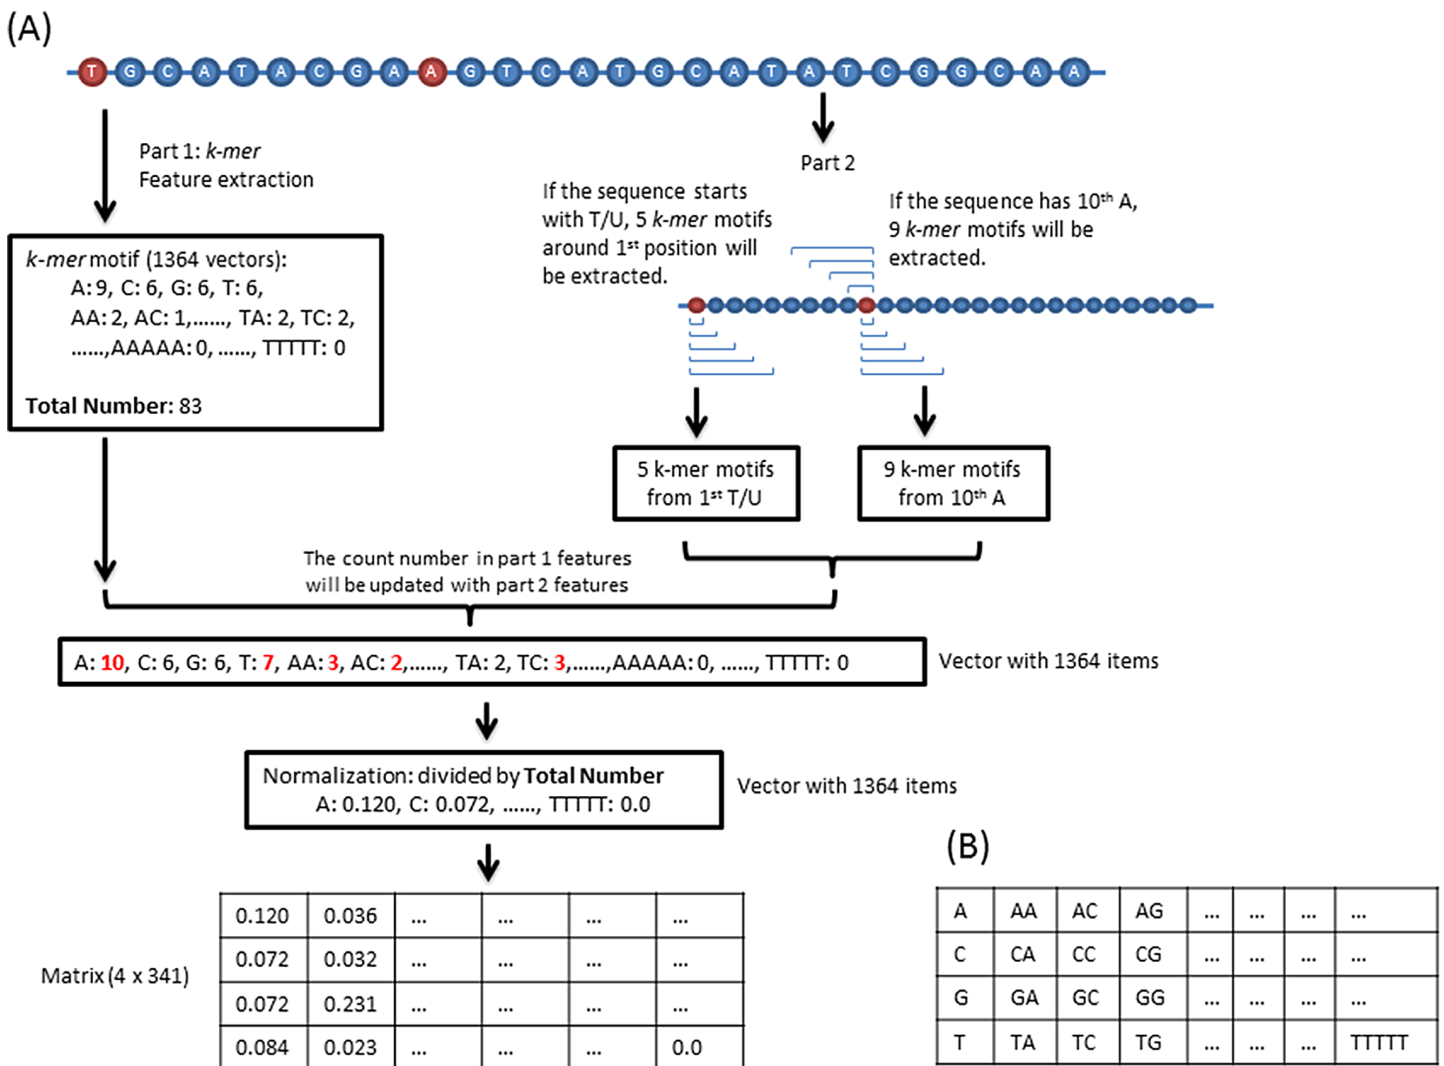 (A)
T G C A T A C G A A G T C A T G C A T A T C G G C A A
Part 1: k-mer
Feature extraction
Part 2
If the sequence starts
with T/U, 5 k-mer motifs
around 1st position will
be extracted.
If the sequence has 10th A,
9 k-mer motifs will be
extracted.
k-mer motif (1364 vectors):
A: 9, C: 6, G: 6, T: 6,
AA: 2, AC: 1,......, TA: 2, TC: 2,
......,AAAAA: 0, ......, TTTTT: 0
Total Number: 83
5 k-mer motifs
from 1st T/U
9 k-mer motifs
from 10th A
The count number in part 1 features
will be updated with part 2 features
A: 10, C: 6, G: 6, T: 7, AA: 3, AC: 2,......, TA: 2, TC: 3,......,AAAAA: 0, ......, TTTTT: 0
Vector with 1364 items
Normalization: divided by Total Number
A: 0.120, C: 0.072, ......, TTTTT: 0.0
Vector with 1364 items
Matrix (4 x 341)
0.120 0.036 ... ... ... ...
0.072 0.032 ... ... ... ...
0.072 0.231 ... ... ... ...
0.084 0.023 ... ... ... 0.0
(B)
A AA AC AG ... ... ... ...
C CA CC CG ... ... ... ...
G GA GC GG ... ... ... ...
T TA TC TG ... ... ... TTTTT